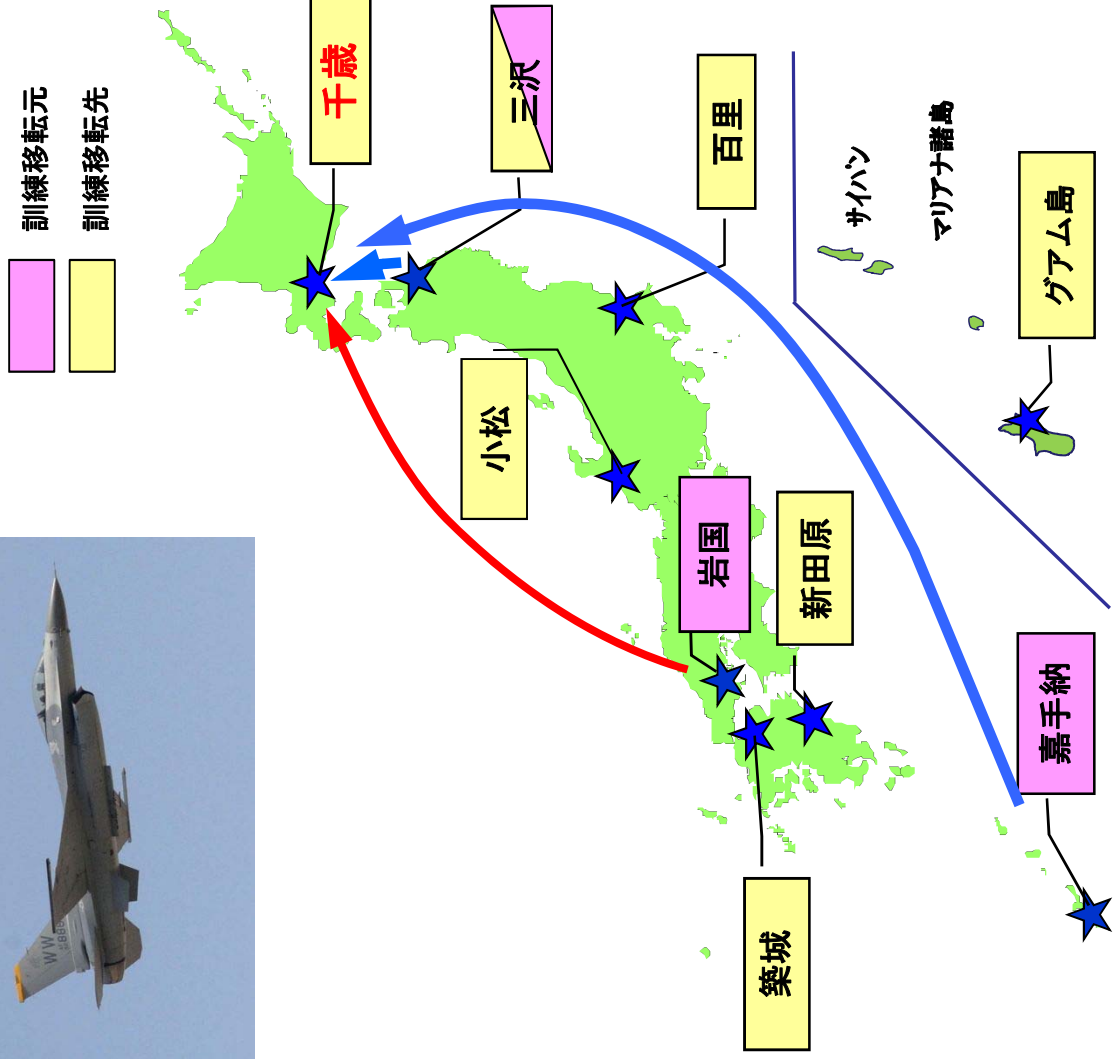 訓練移転元
訓練移転先
千歳
三沢
百里
サイパン
マリアナ諸島
グアム島
小松
岩国
新田原
嘉手納
築城
WW